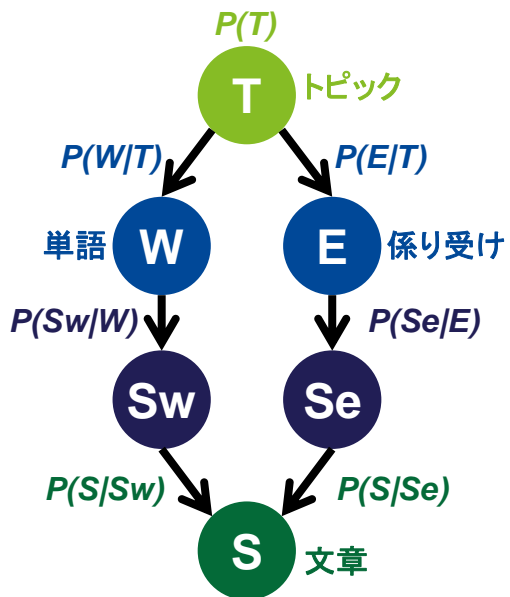 P(T)
T トピック
P(W|T) P(E|T)
単語 W E 係り受け
P(Sw|W) P(Se|E)
Sw Se
P(S|Sw) P(S|Se)
S 文章